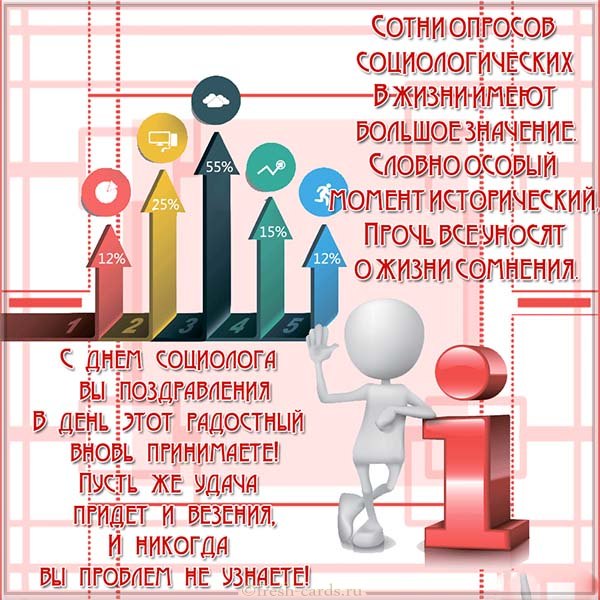 Сотни опросов
социологических
В жизни имеют
большое значение.
Словно особый
момент исторический,
Прочь все уносят
о жизни сомнения.
55%
25%
15%
12%
12%
1 2 3 4 5
С днем социолога
вы поздравления
В день этот радостный
вновь принимаете!
Пусть же удача
придет и везения,
И никогда
вы проблем не узнаете!
i
©fresh-cards.ru